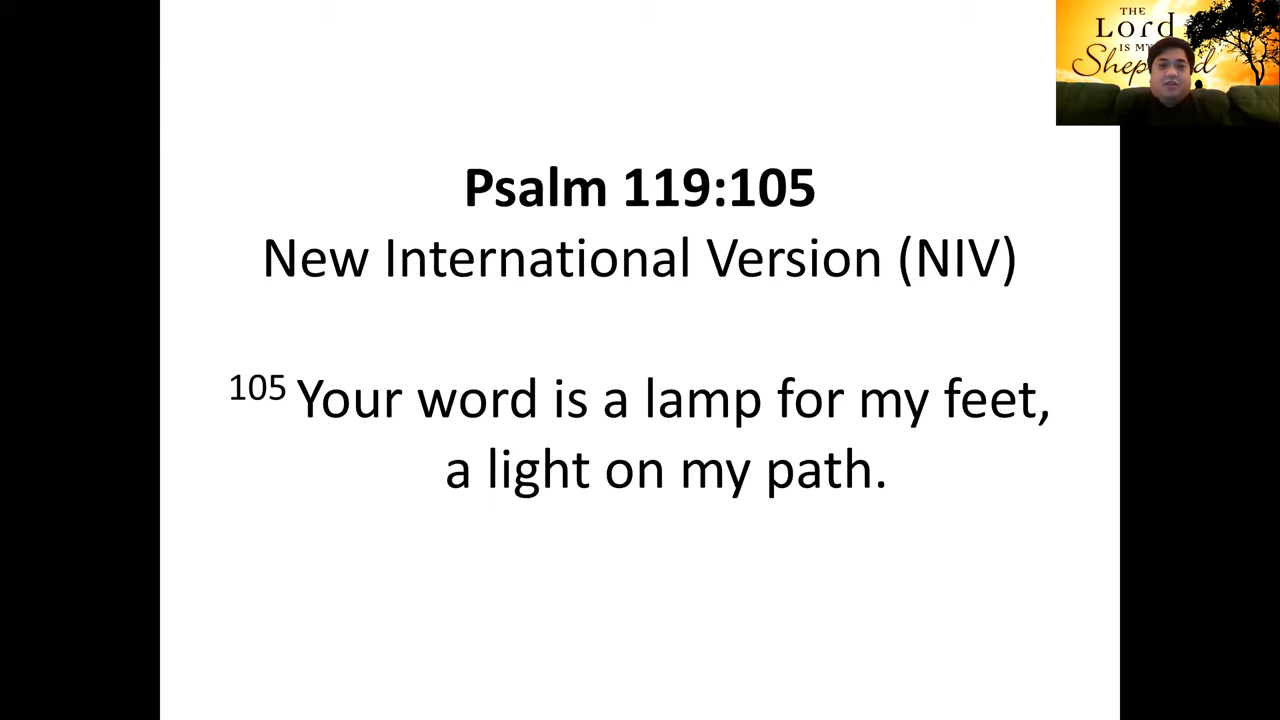 THE
Lord
IS MY
Shepherd
Psalm 119:105
New International Version (NIV)
105 Your word is a lamp for my feet,
a light on my path.